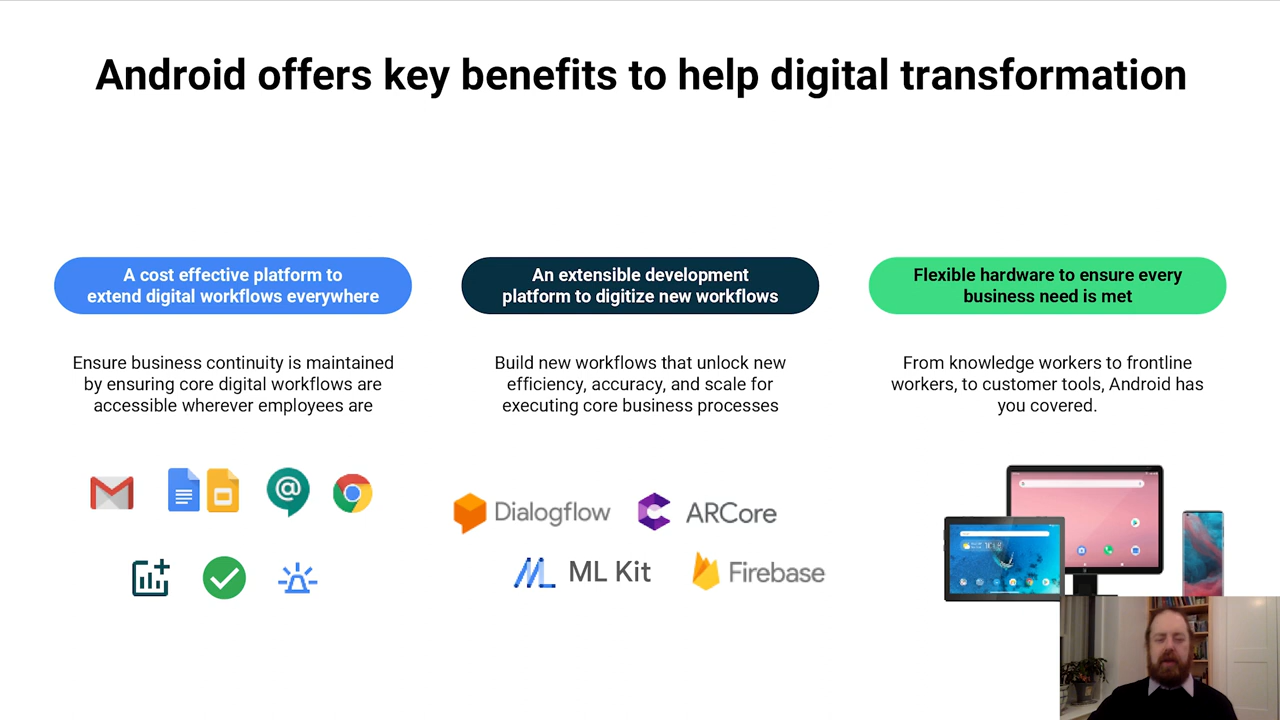 Android offers key benefits to help digital transformation
A cost effective platform to
extend digital workflows everywhere
Ensure business continuity is maintained
by ensuring core digital workflows are
accessible wherever employees are
An extensible development
platform to digitize new workflows
Build new workflows that unlock new
efficiency, accuracy, and scale for
executing core business processes
Dialogflow
ARCore
ML Kit
Firebase
Flexible hardware to ensure every
business need is met
From knowledge workers to frontline
workers, to customer tools, Android has
you covered.